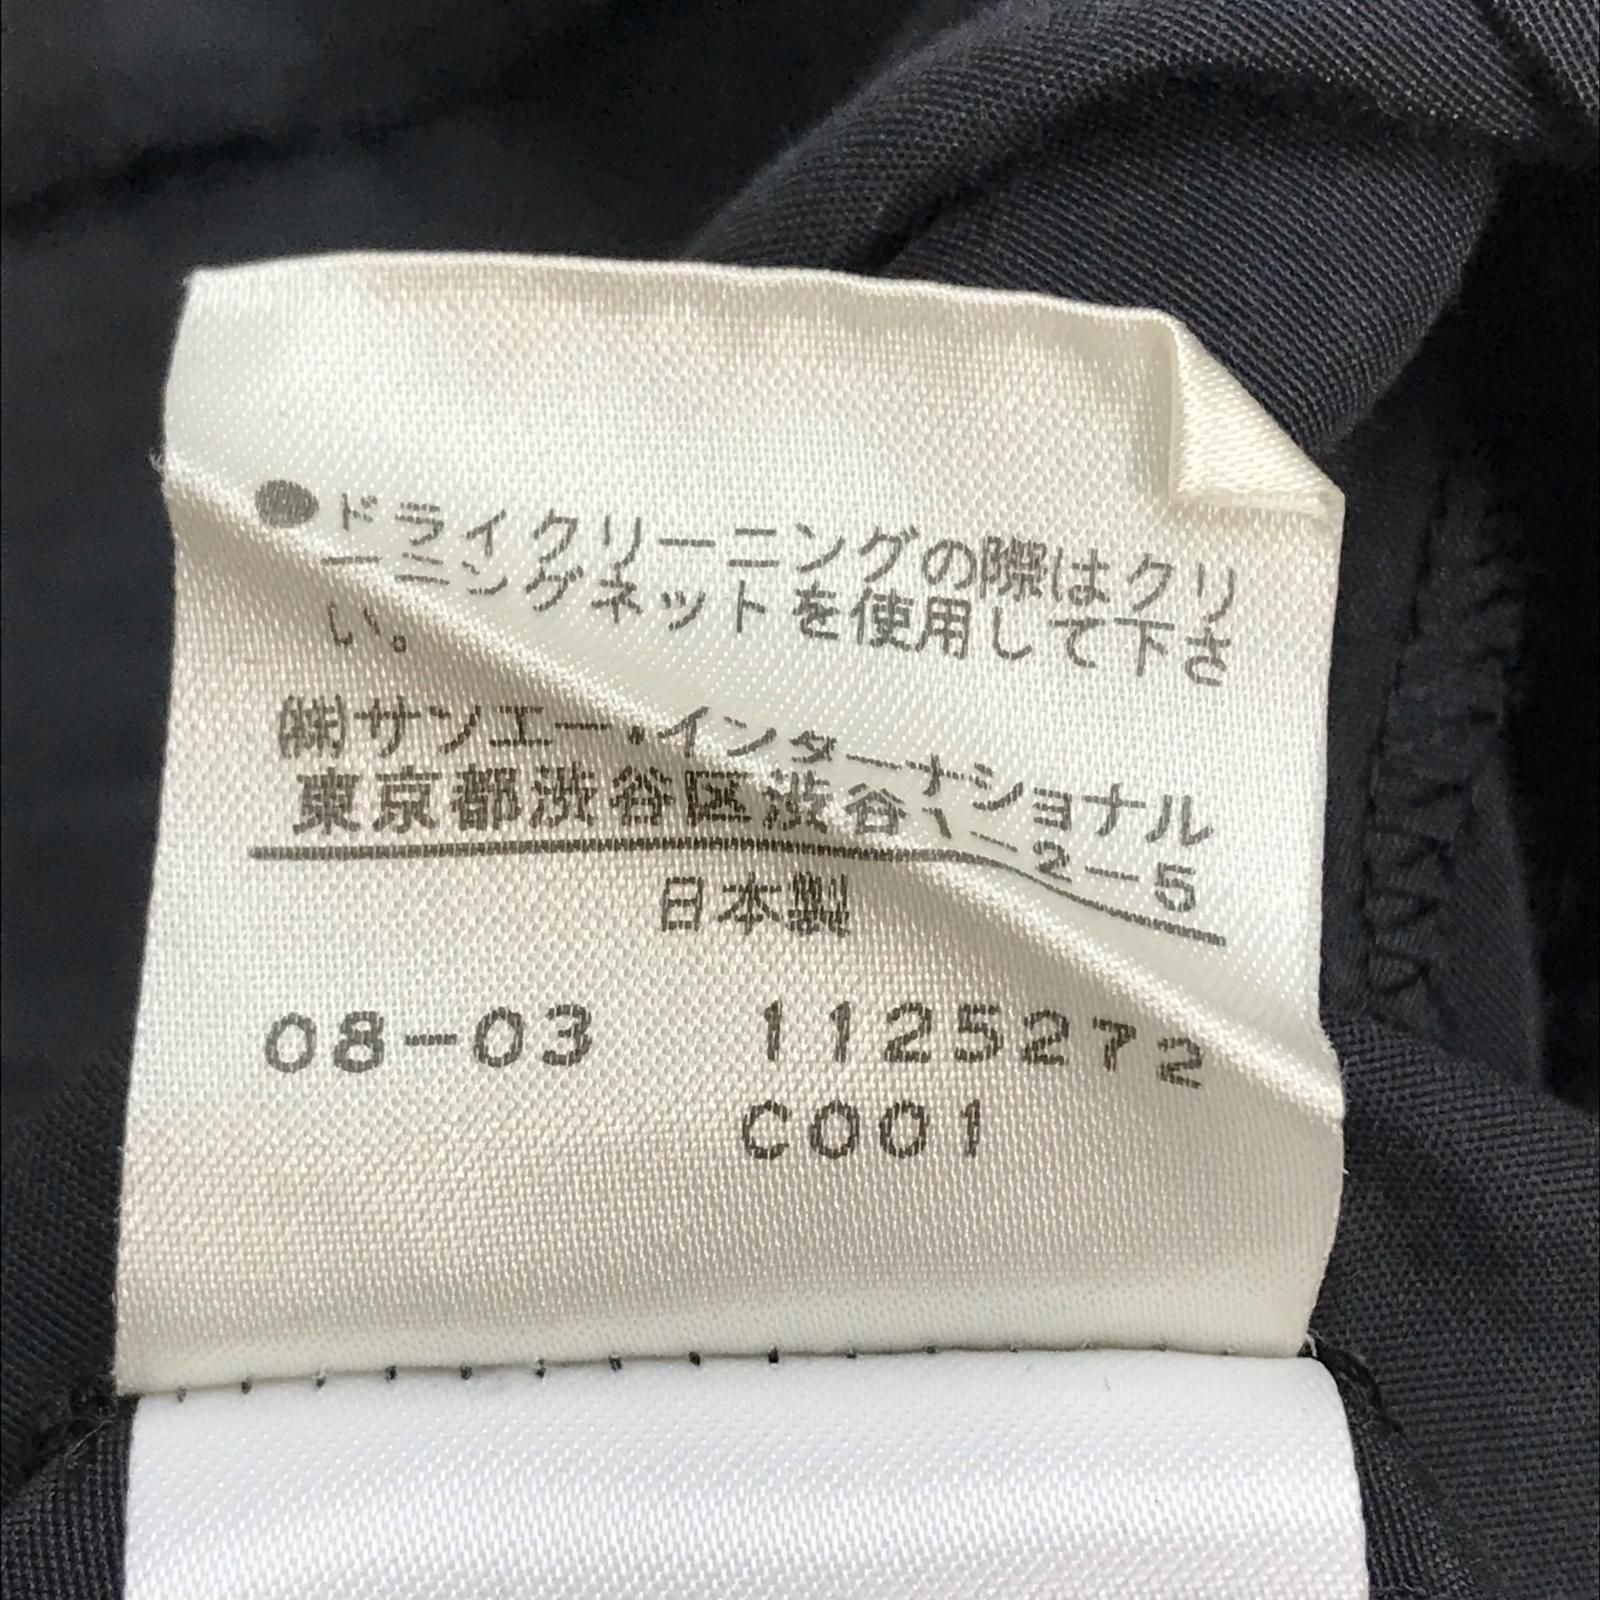 ●ドライクリーニングの際はクリ
ーニングネットを使用して下さ
い。
㈱サンエー・インターナショナル
東京都渋谷区渋谷1-2-5
日本製
08-03 1125272
C001